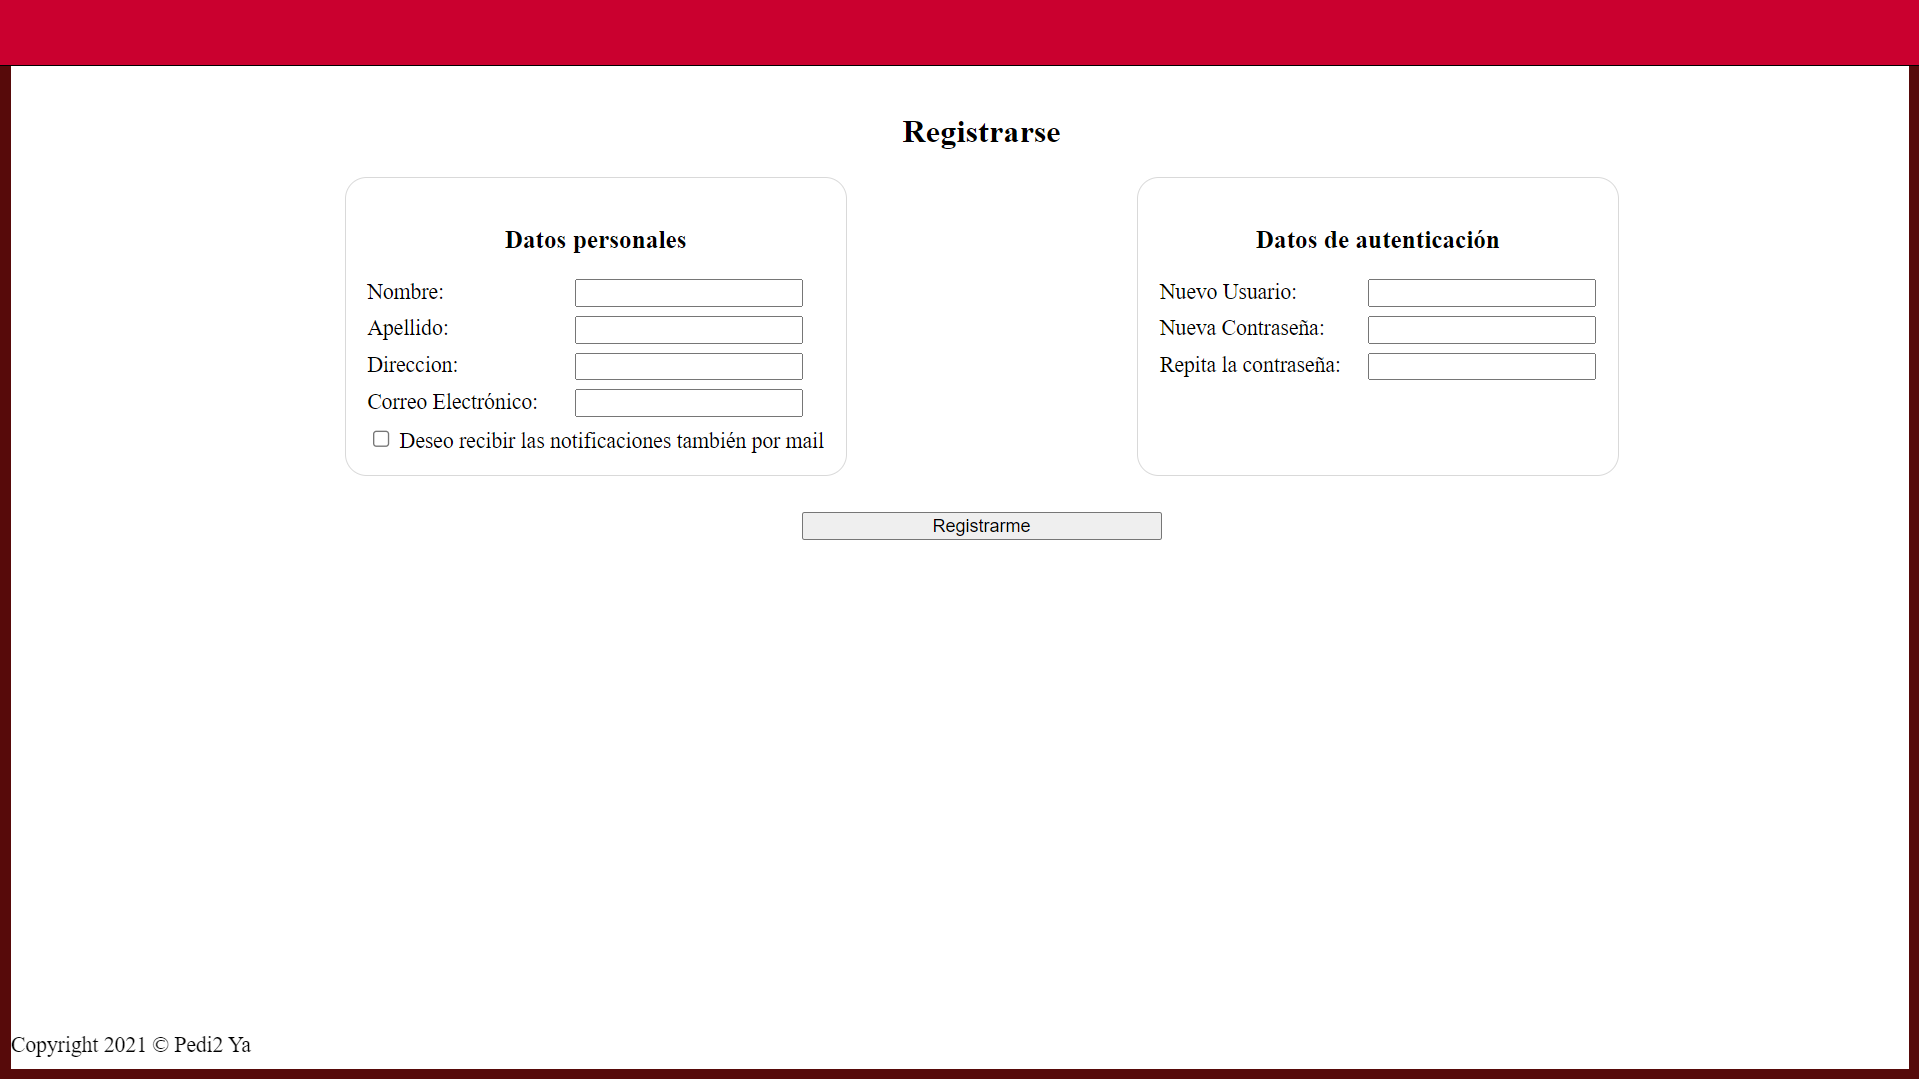 Registrarse
Datos personales
Nombre:
Apellido:
Direccion:
Correo Electrónico:
Deseo recibir las notificaciones también por mail
Datos de autenticación
Nuevo Usuario:
Nueva Contraseña:
Repita la contraseña:
Registrarme
Copyright 2021 © Pedi2 Ya